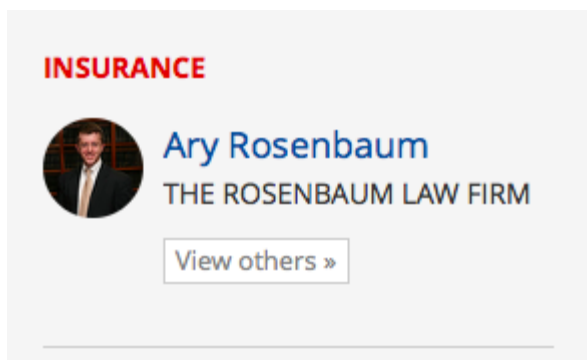 INSURANCE
Ary Rosenbaum
THE ROSENBAUM LAW FIRM
View others »